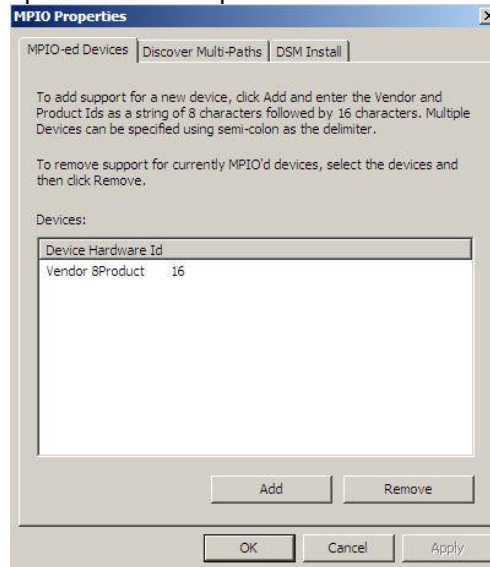 MPIO Properties
MPIO-ed Devices Discover Multi-Paths DSM Install
To add support for a new device, click Add and enter the Vendor and
Product Ids as a string of 8 characters followed by 16 characters. Multiple
Devices can be specified using semi-colon as the delimiter.
To remove support for currently MPIO'd devices, select the devices and
then click Remove.
Devices:
Device Hardware Id
Vendor 8Product 16
Add Remove
OK Cancel Apply